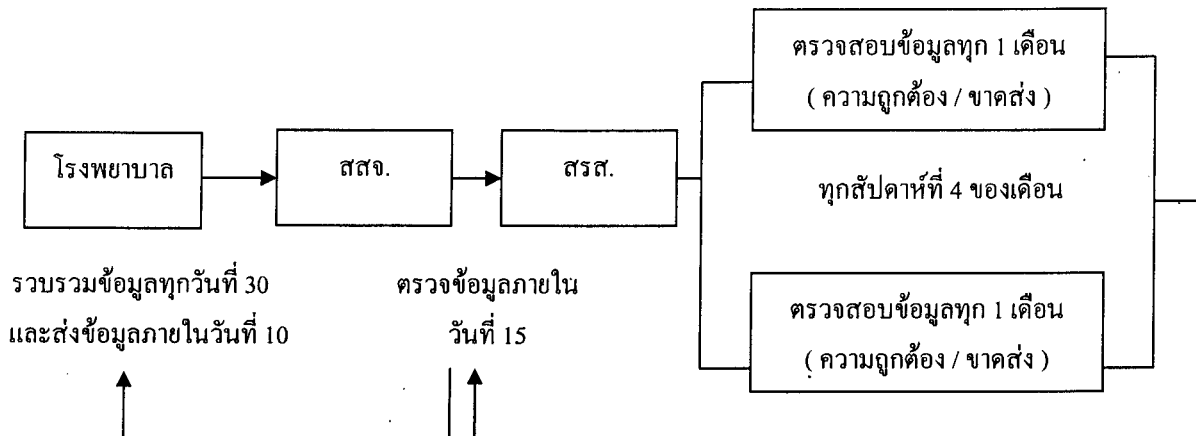 ตรวจสอบข้อมูลทุก 1 เดือน
( ความถูกต้อง / ขาดส่ง )
โรงพยาบาล
สสจ.
สรส.
ทุกสัปดาห์ที่ 4 ของเดือน
รวบรวมข้อมูลทุกวันที่ 30
และส่งข้อมูลภายในวันที่ 10
ตรวจข้อมูลภายใน
วันที่ 15
ตรวจสอบข้อมูลทุก 1 เดือน
( ความถูกต้อง / ขาดส่ง )